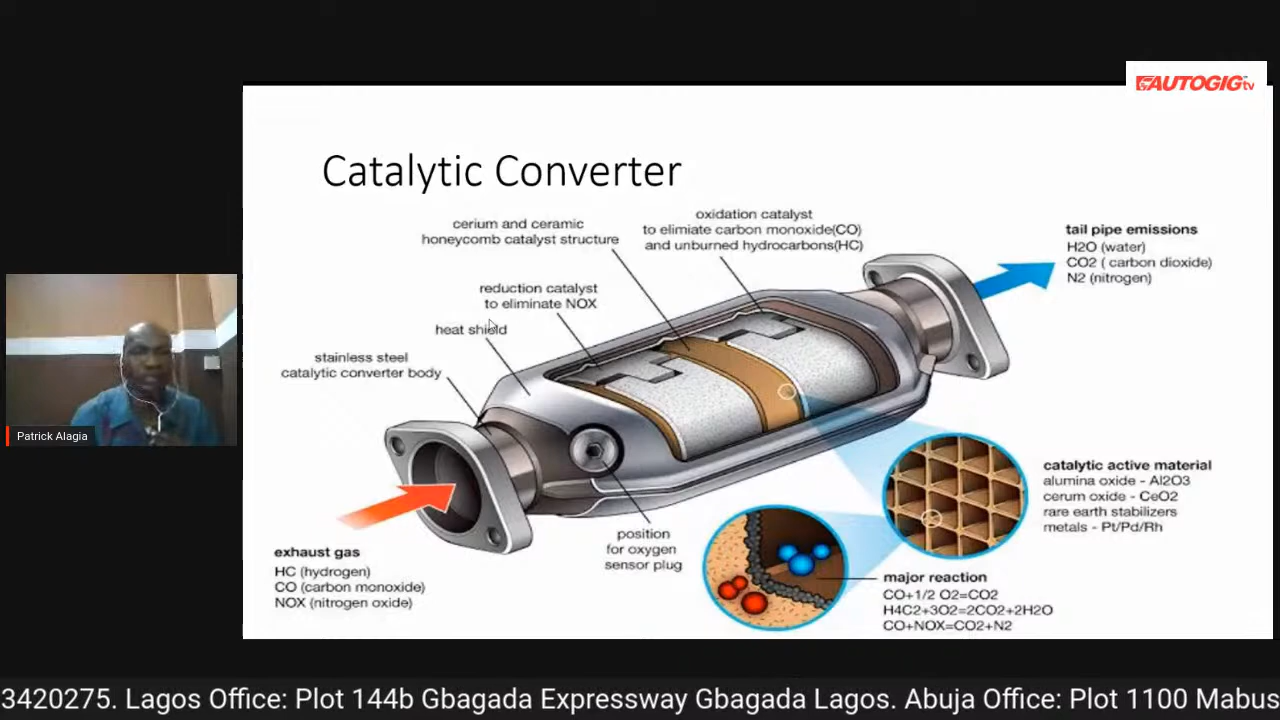 AUTOGIGtv
Catalytic Converter
cerium and ceramic
honeycomb catalyst structure
oxidation catalyst
to elimiate carbon monoxide(CO)
and unburned hydrocarbons(HC)
tail pipe emissions
H2O (water)
CO2 ( carbon dioxide)
N2 (nitrogen)
reduction catalyst
to eliminate NOX
heat shield
stainless steel
catalytic converter body
Patrick Alagia
catalytic active material
alumina oxide - Al2O3
cerum oxide - CeO2
rare earth stabilizers
metals - Pt/Pd/Rh
position
for oxygen
sensor plug
exhaust gas
HC (hydrogen)
CO (carbon monoxide)
NOX (nitrogen oxide)
major reaction
CO+1/2 O2=CO2
H4C2+3O2=2CO2+2H2O
CO+NOX=CO2+N2
3420275. Lagos Office: Plot 144b Gbagada Expressway Gbagada Lagos. Abuja Office: Plot 1100 Mabus